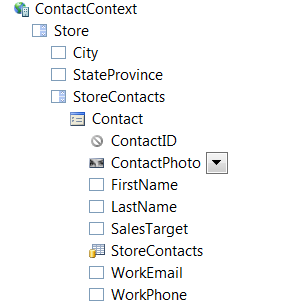 ContactContext
Store
City
StateProvince
StoreContacts
Contact
ContactID
ContactPhoto
FirstName
LastName
SalesTarget
StoreContacts
WorkEmail
WorkPhone